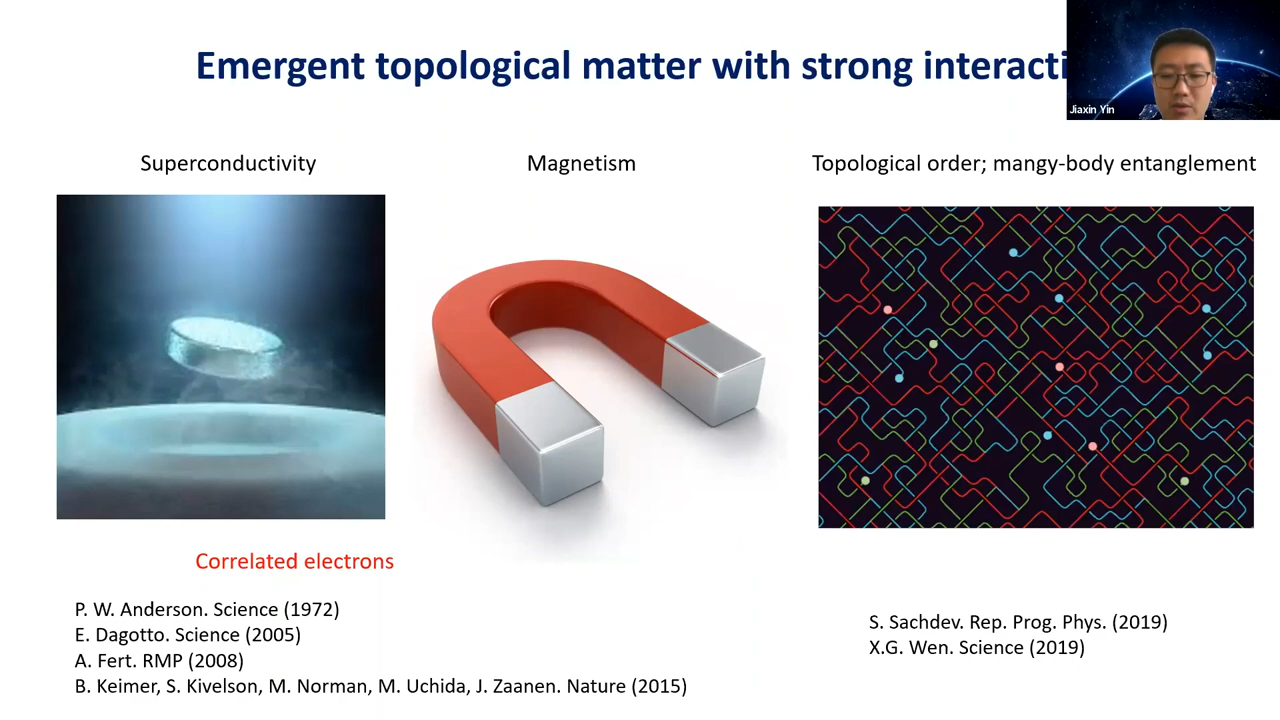 Emergent topological matter with strong interacti
Jiaxin Yin
Superconductivity
Magnetism
Topological order; mangy-body entanglement
Correlated electrons
P. W. Anderson. Science (1972)
E. Dagotto. Science (2005)
A. Fert. RMP (2008)
B. Keimer, S. Kivelson, M. Norman, M. Uchida, J. Zaanen. Nature (2015)
S. Sachdev. Rep. Prog. Phys. (2019)
X.G. Wen. Science (2019)